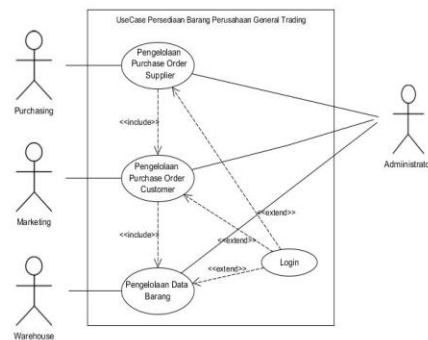 UseCase Persediaan Barang Perusahaan General Trading
Pengelolaan
Purchase Order
Supplier
Purchasing
<<include>>
Administrato
Pengelolaan
Purchase Order
Customer
Marketing
<<extend>>
<<include>>
<<extend>>
<<extend>>
Login
Pengelolaan Data
Barang
Warehouse